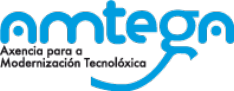 amtega
Axencia para a
Modernización Tecnolóxica